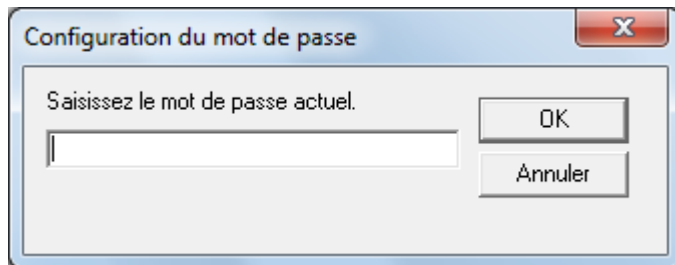 Configuration du mot de passe
Saisissez le mot de passe actuel.
OK
Annuler